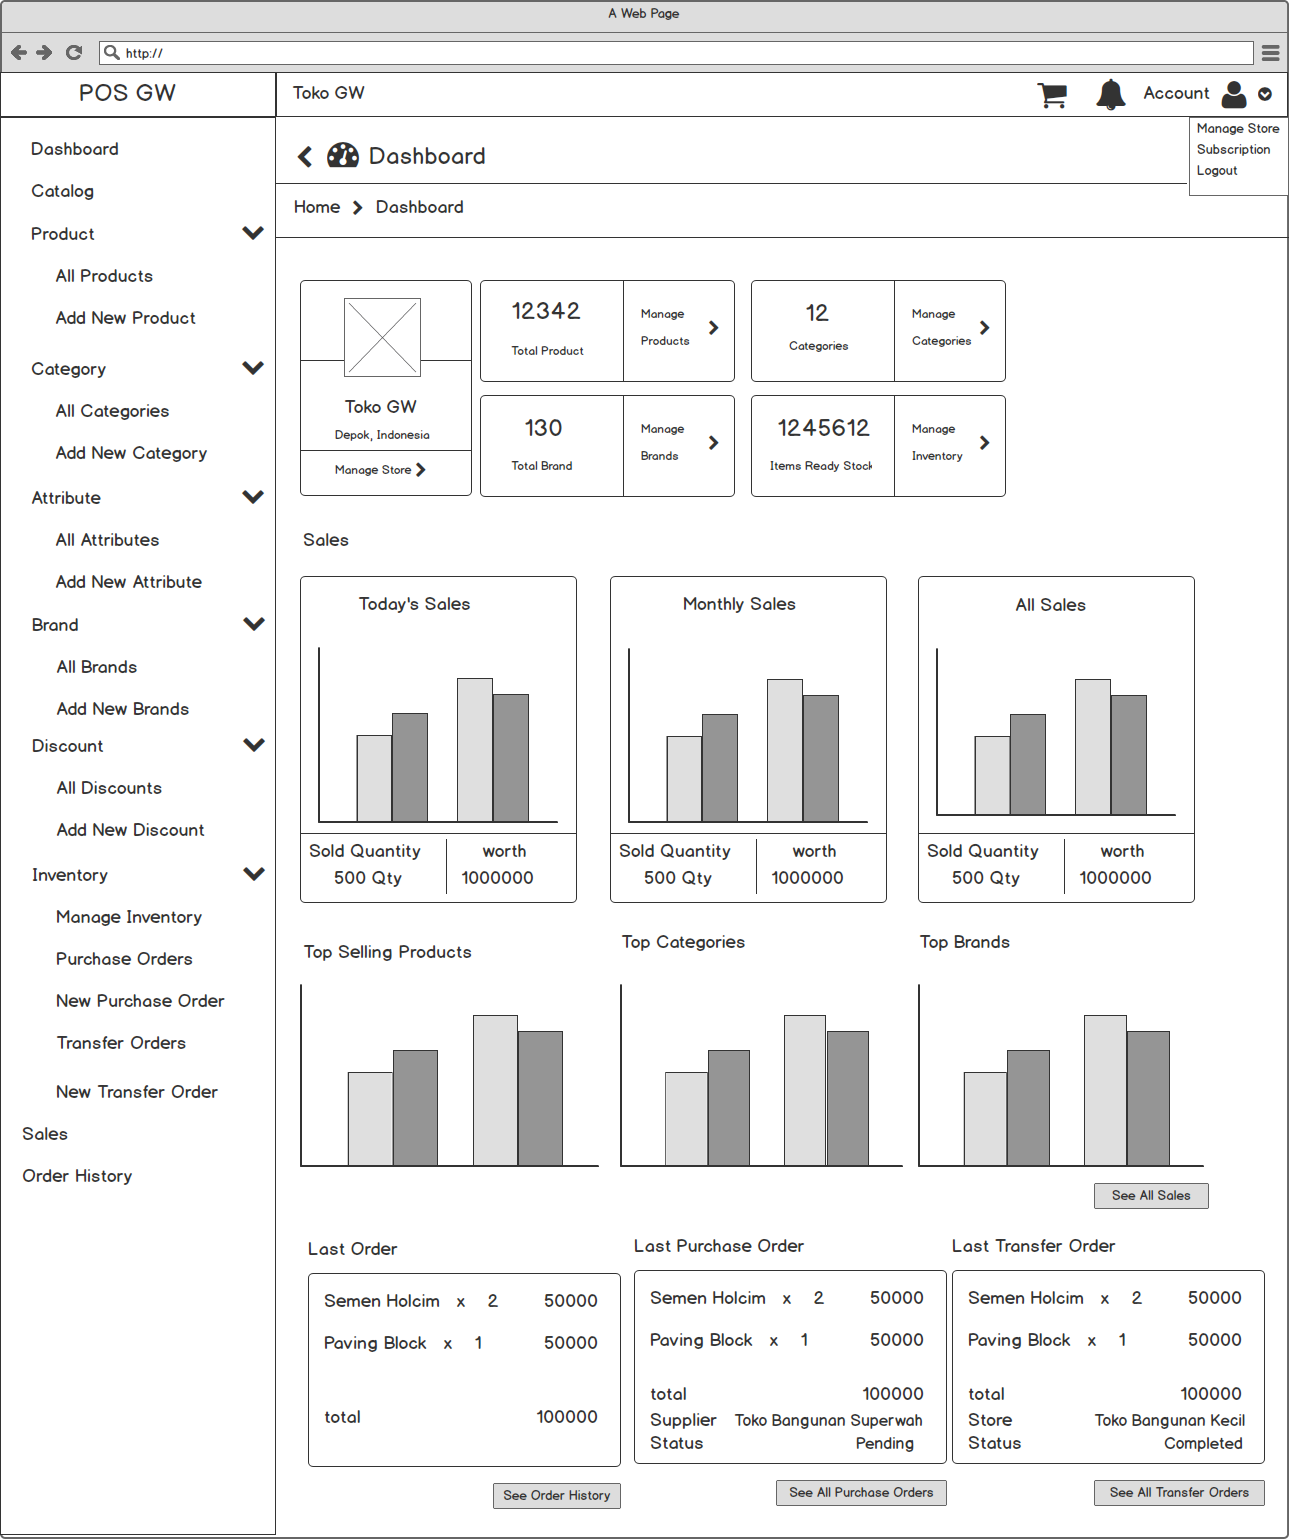 A Web Page
http://
POS GW
Toko GW
Account
Manage Store
Subscription
Logout
Dashboard
Catalog
Product
All Products
Add New Product
Category
All Categories
Add New Category
Attribute
All Attributes
Add New Attribute
Brand
All Brands
Add New Brands
Discount
All Discounts
Add New Discount
Inventory
Manage Inventory
Purchase Orders
New Purchase Order
Transfer Orders
New Transfer Order
Sales
Order History
Dashboard
Home Dashboard
Toko GW
Depok, Indonesia
Manage Store
12342
Total Product
Manage
Products
12
Categories
Manage
Categories
130
Total Brand
Manage
Brands
1245612
Items Ready Stock
Manage
Inventory
Sales
Today's Sales
Sold Quantity worth
500 Qty 1000000
Monthly Sales
Sold Quantity worth
500 Qty 1000000
All Sales
Sold Quantity worth
500 Qty 1000000
Top Selling Products
Top Categories
Top Brands
See All Sales
Last Order
Semen Holcim x 2 50000
Paving Block x 1 50000
total 100000
See Order History
Last Purchase Order
Semen Holcim x 2 50000
Paving Block x 1 50000
total 100000
Supplier Toko Bangunan Superwah
Status Pending
See All Purchase Orders
Last Transfer Order
Semen Holcim x 2 50000
Paving Block x 1 50000
total 100000
Store Toko Bangunan Kecil
Status Completed
See All Transfer Orders